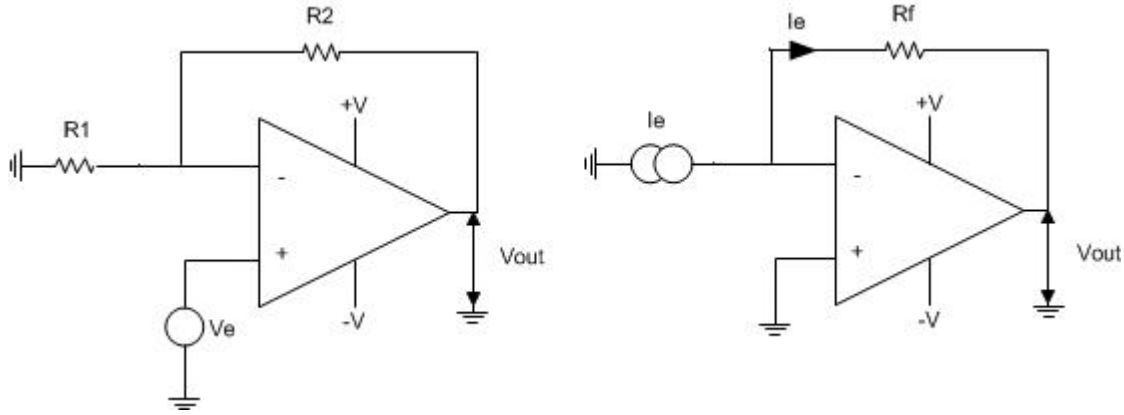 R2
+V
R1
-
+
Vout
Ve
-V
Ie
Rf
+V
Ie
-
+
Vout
-V